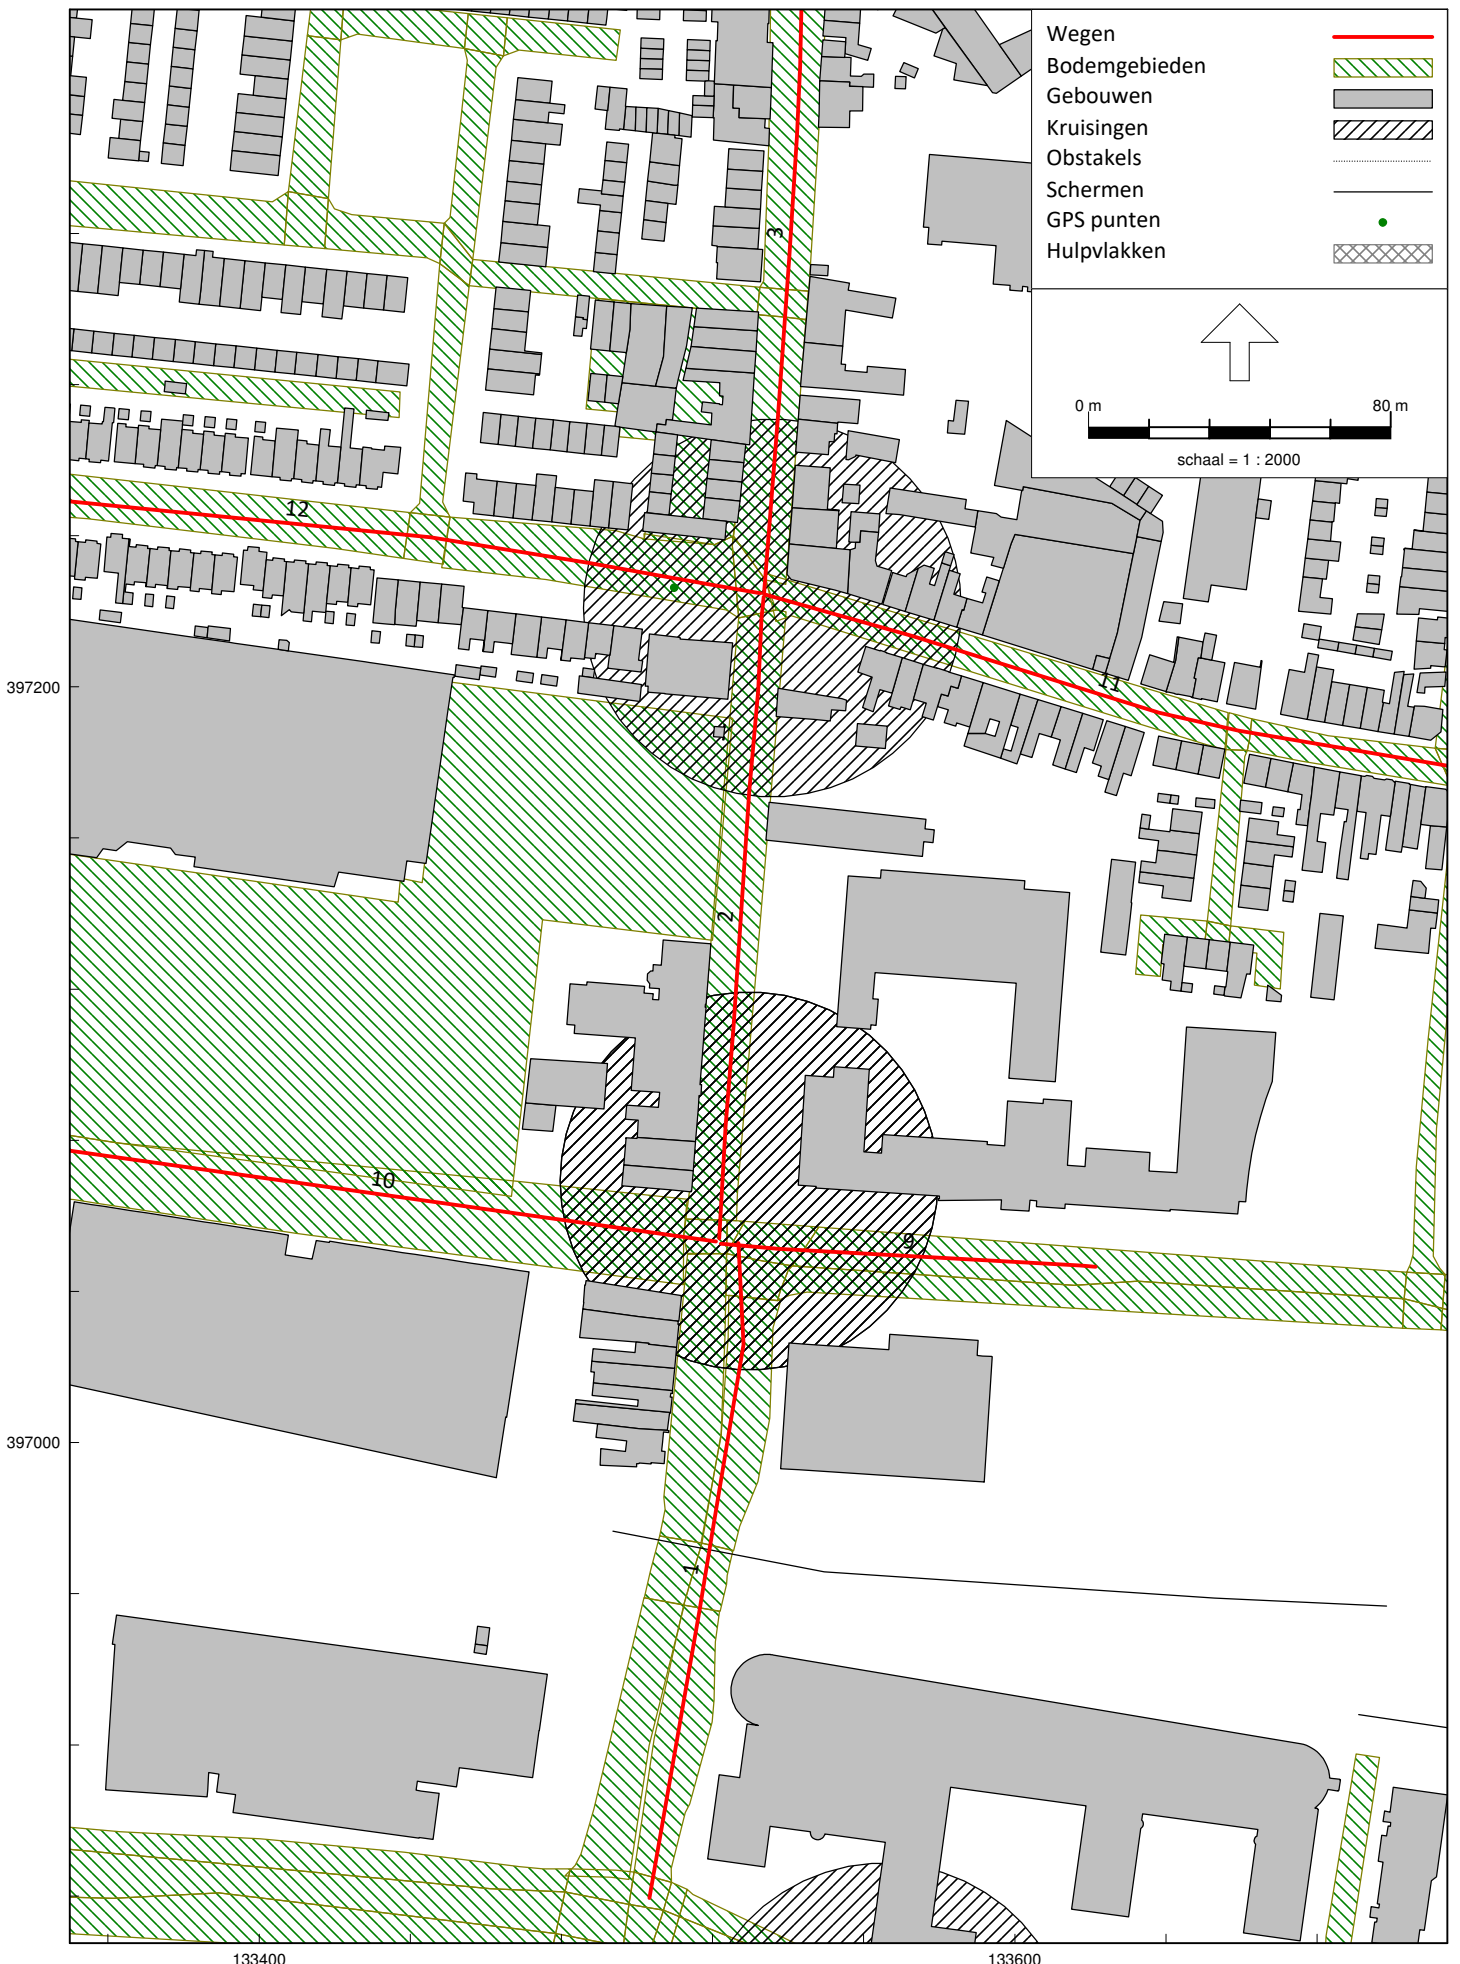 Wegen
Bodemgebieden
Gebouwen
Kruisingen
Obstakels
Schermen
GPS punten
Hulpvlakken
0 m 80 m
schaal = 1 : 2000
3
12
11
397200
2
10
9
397000
1
133400 133600